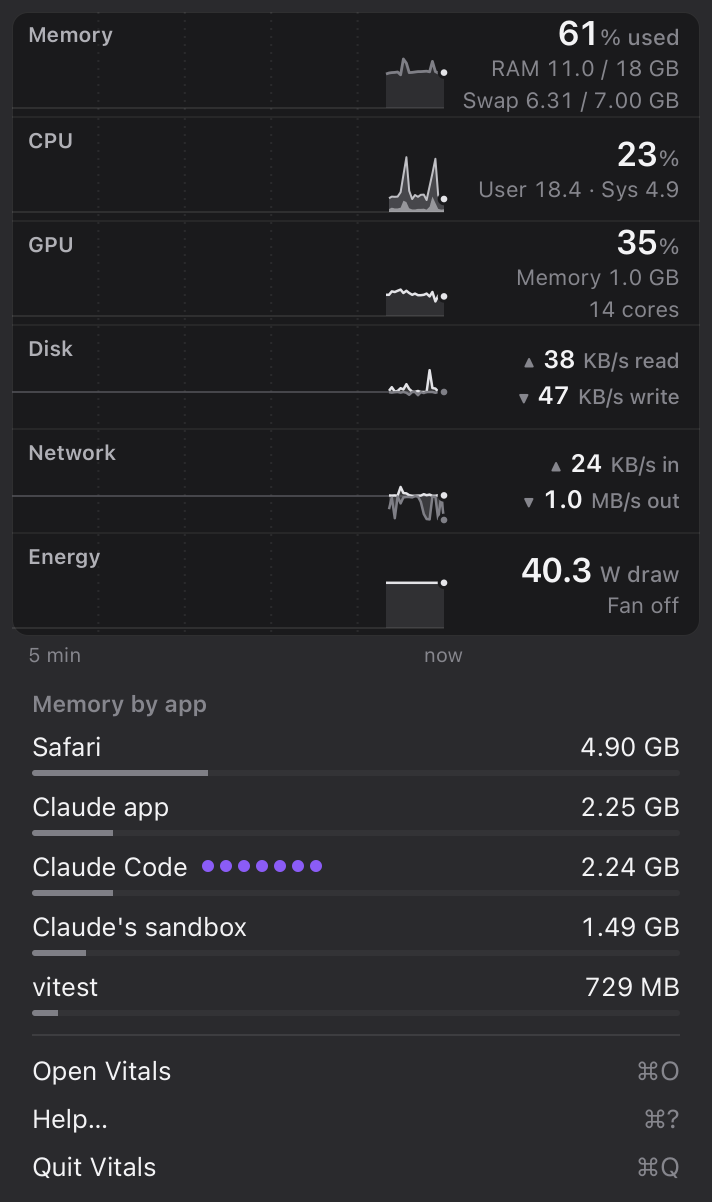 Memory
61% used
RAM 11.0 / 18 GB
Swap 6.31 / 7.00 GB
CPU
23%
User 18.4 · Sys 4.9
GPU
35%
Memory 1.0 GB
14 cores
Disk
▲ 38 KB/s read
▼ 47 KB/s write
Network
▲ 24 KB/s in
▼ 1.0 MB/s out
Energy
40.3 W draw
Fan off
5 min now
Memory by app
Safari 4.90 GB
Claude app 2.25 GB
Claude Code 2.24 GB
Claude's sandbox 1.49 GB
vitest 729 MB
Open Vitals ⌘O
Help... ⌘?
Quit Vitals ⌘Q